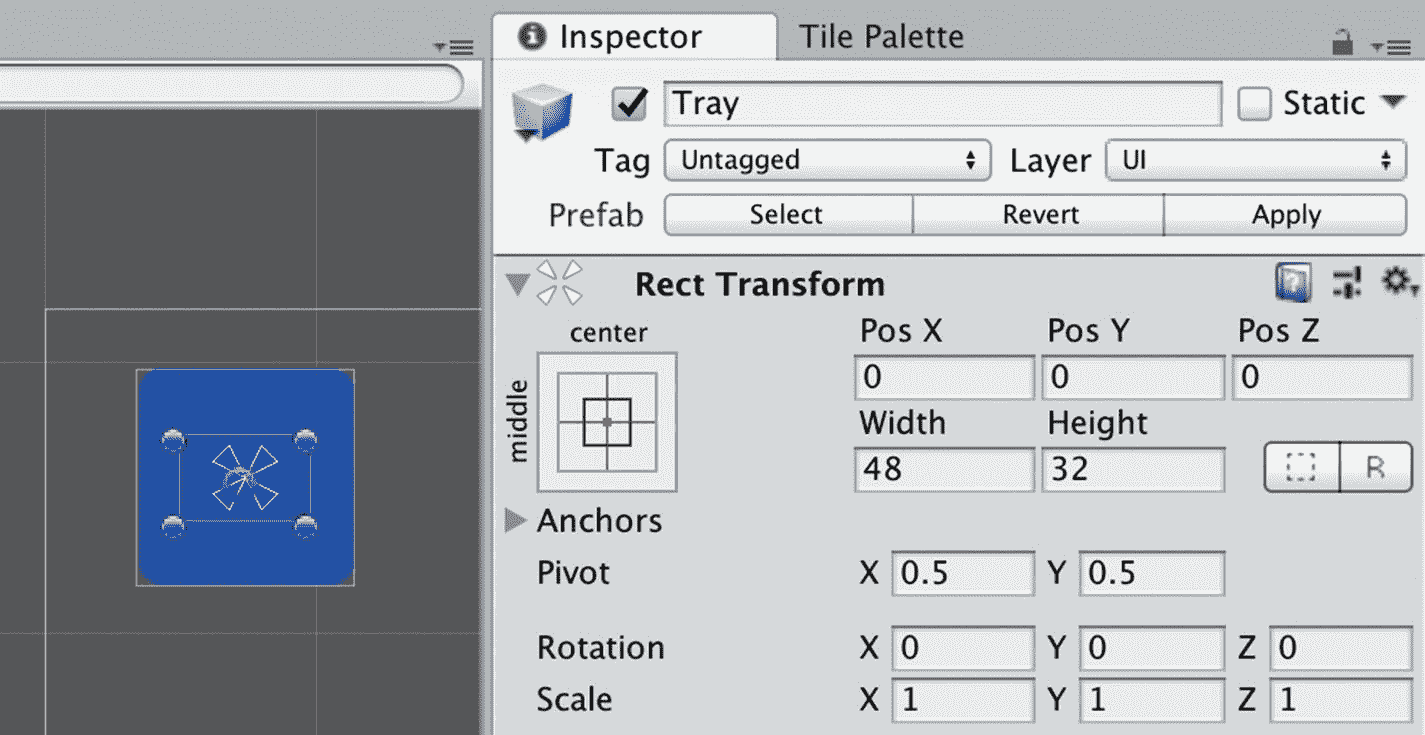 Inspector Tile Palette
Tray Static
Tag Untagged Layer UI
Prefab Select Revert Apply
Rect Transform
center Pos X Pos Y Pos Z
middle 0 0 0
Width Height
48 32 R
Anchors
Pivot X 0.5 Y 0.5
Rotation X 0 Y 0 Z 0
Scale X 1 Y 1 Z 1